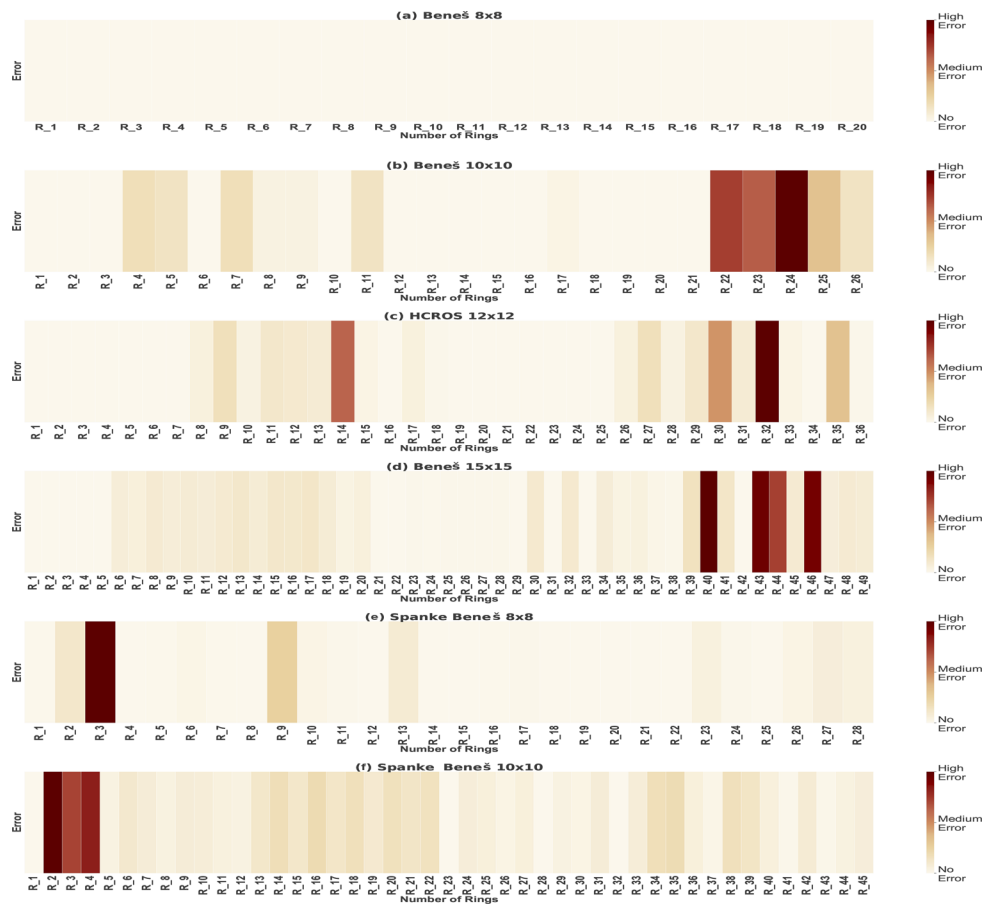 (a) Beneš 8x8
Error
R_1 R_2 R_3 R_4 R_5 R_6 R_7 R_8 R_9 R_10 R_11 R_12 R_13 R_14 R_15 R_16 R_17 R_18 R_19 R_20
Number of Rings
High
Error
Medium
Error
No
Error
(b) Beneš 10x10
Error
R_1 R_2 R_3 R_4 R_5 R_6 R_7 R_8 R_9 R_10 R_11 R_12 R_13 R_14 R_15 R_16 R_17 R_18 R_19 R_20 R_21 R_22 R_23 R_24 R_25 R_26
Number of Rings
High
Error
Medium
Error
No
Error
(c) HCROS 12x12
Error
R_1 R_2 R_3 R_4 R_5 R_6 R_7 R_8 R_9 R_10 R_11 R_12 R_13 R_14 R_15 R_16 R_17 R_18 R_19 R_20 R_21 R_22 R_23 R_24 R_25 R_26 R_27 R_28 R_29 R_30 R_31 R_32 R_33 R_34 R_35 R_36
Number of Rings
High
Error
Medium
Error
No
Error
(d) Beneš 15x15
Error
R_1 R_2 R_3 R_4 R_5 R_6 R_7 R_8 R_9 R_10 R_11 R_12 R_13 R_14 R_15 R_16 R_17 R_18 R_19 R_20 R_21 R_22 R_23 R_24 R_25 R_26 R_27 R_28 R_29 R_30 R_31 R_32 R_33 R_34 R_35 R_36 R_37 R_38 R_39 R_40 R_41 R_42 R_43 R_44 R_45 R_46 R_47 R_48 R_49
Number of Rings
High
Error
Medium
Error
No
Error
(e) Spanke Beneš 8x8
Error
R_1 R_2 R_3 R_4 R_5 R_6 R_7 R_8 R_9 R_10 R_11 R_12 R_13 R_14 R_15 R_16 R_17 R_18 R_19 R_20 R_21 R_22 R_23 R_24 R_25 R_26 R_27 R_28
Number of Rings
High
Error
Medium
Error
No
Error
(f) Spanke Beneš 10x10
Error
R_1 R_2 R_3 R_4 R_5 R_6 R_7 R_8 R_9 R_10 R_11 R_12 R_13 R_14 R_15 R_16 R_17 R_18 R_19 R_20 R_21 R_22 R_23 R_24 R_25 R_26 R_27 R_28 R_29 R_30 R_31 R_32 R_33 R_34 R_35 R_36 R_37 R_38 R_39 R_40 R_41 R_42 R_43 R_44 R_45
Number of Rings
High
Error
Medium
Error
No
Error